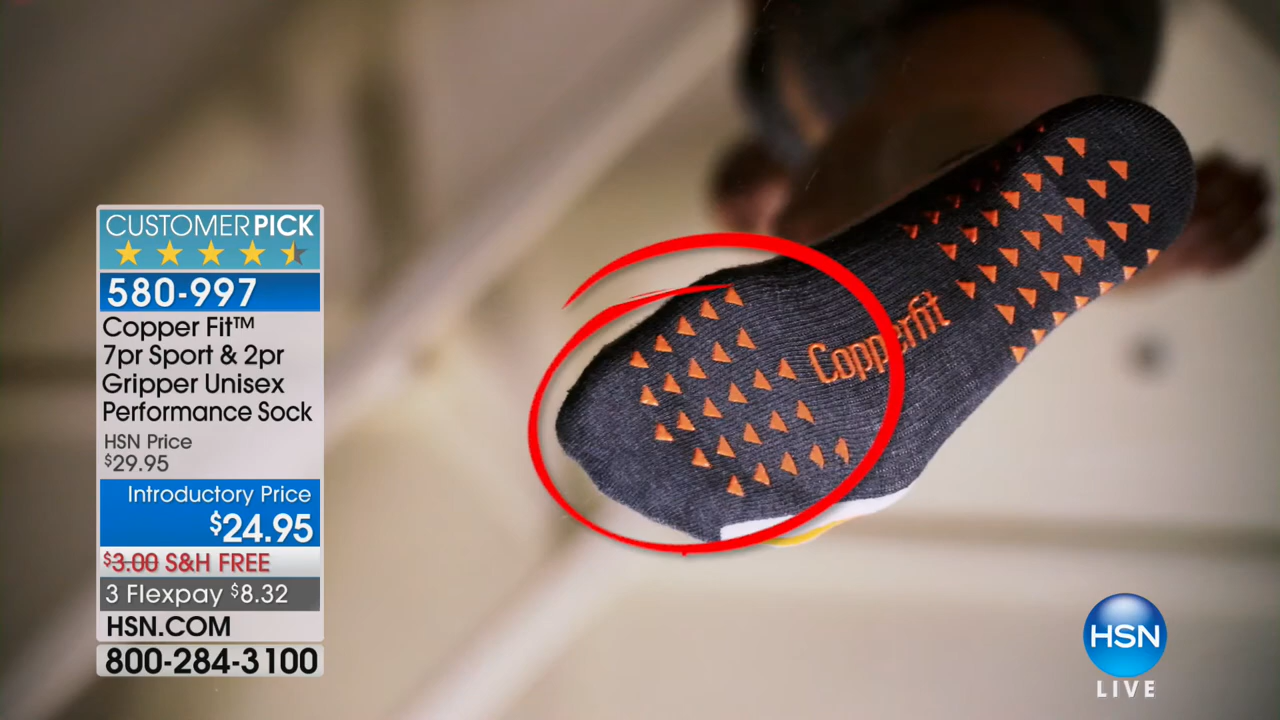 CUSTOMER PICK
580-997
Copper Fit™
7pr Sport & 2pr
Gripper Unisex
Performance Sock
HSN Price
$29.95
Introductory Price
$24.95
$3.00 S&H FREE
3 Flexpay $8.32
HSN.COM
800-284-3100
Copperfit
HSN
LIVE